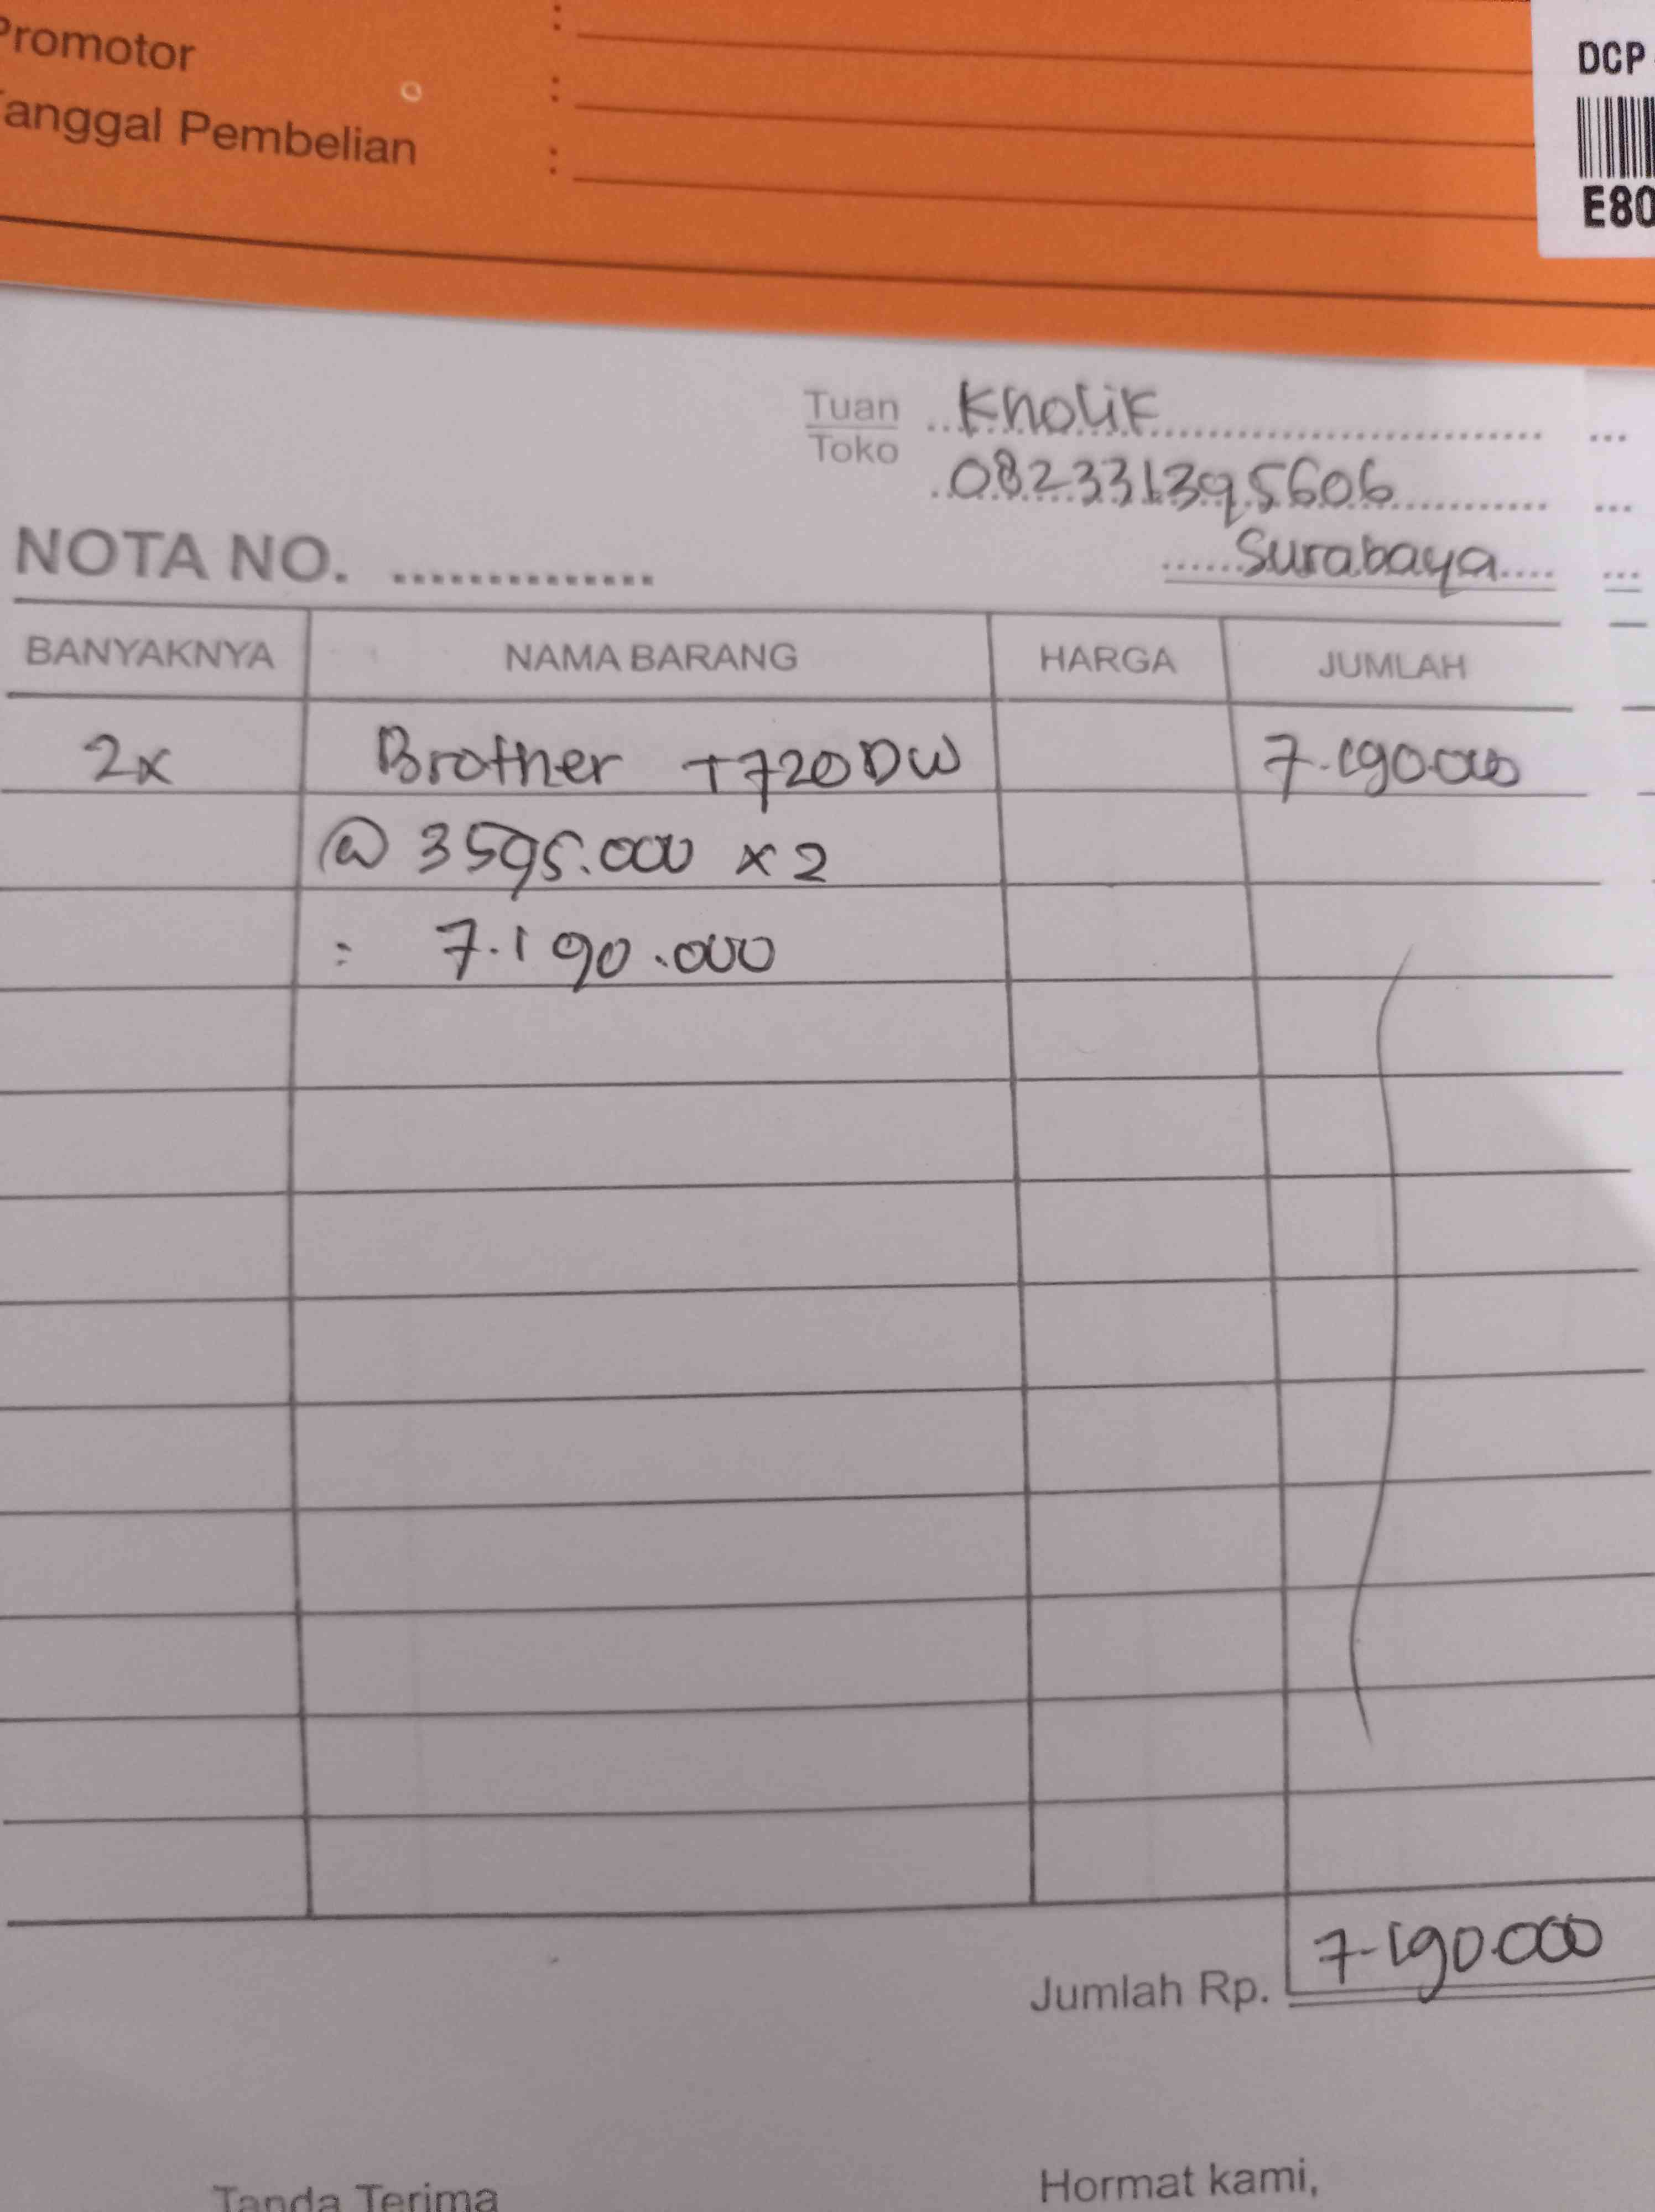 Promotor :
Tanggal Pembelian :
DCP
E80
Tuan Kholik
Toko 082331395606
Surabaya
NOTA NO. ..............
BANYAKNYA NAMA BARANG HARGA JUMLAH
2x Brother T720DW 7.190.000
@ 3595.000 x 2
= 7.190.000
Jumlah Rp. 7.190.000
Tanda Terima Hormat kami,